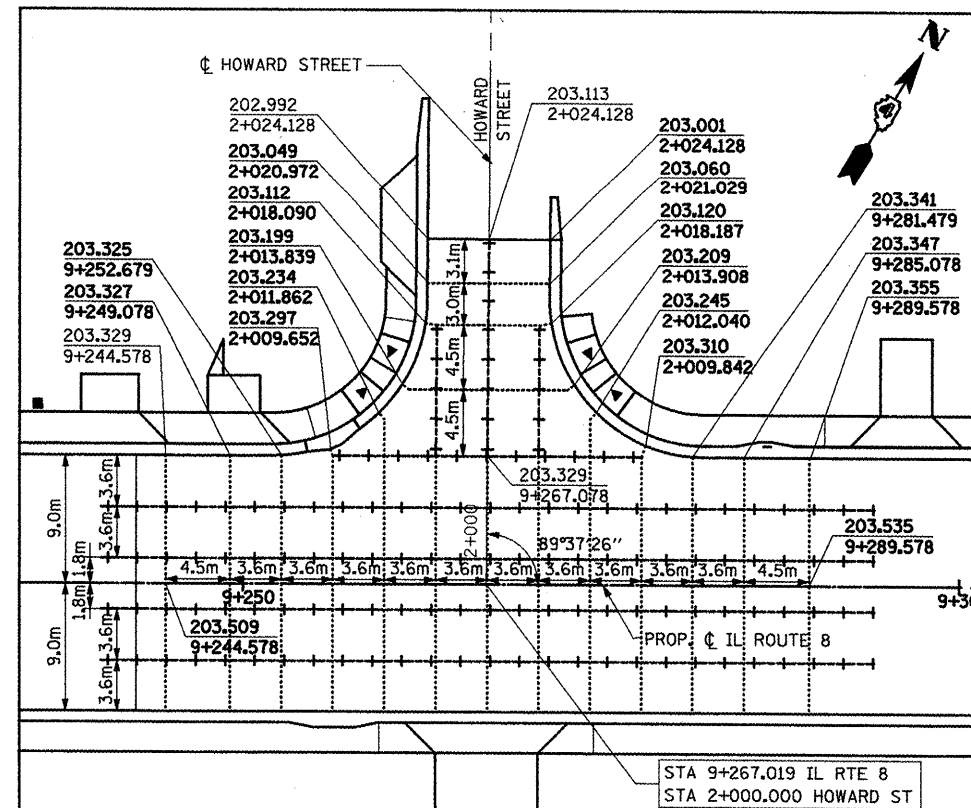 N
4
℄ HOWARD STREET
HOWARD
STREET
203.113
2+024.128
202.992
2+024.128
203.049
2+020.972
203.112
2+018.090
203.199
2+013.839
203.234
2+011.862
203.297
2+009.652
203.325
9+252.679
203.327
9+249.078
203.329
9+244.578
203.001
2+024.128
203.060
2+021.029
203.120
2+018.187
203.209
2+013.908
203.245
2+012.040
203.310
2+009.842
203.341
9+281.479
203.347
9+285.078
203.355
9+289.578
3.1m
3.0m
4.5m
4.5m
203.329
9+267.078
2+000
89°37'26''
203.535
9+289.578
9.0m
3.6m
3.6m
1.8m
4.5m 3.6m 3.6m 3.6m 3.6m 3.6m 3.6m 3.6m 3.6m 3.6m 3.6m 4.5m
9+250
9+30
1.8m
9.0m
3.6m
3.6m
203.509
9+244.578
PROP. ℄ IL ROUTE 8
STA 9+267.019 IL RTE 8
STA 2+000.000 HOWARD ST